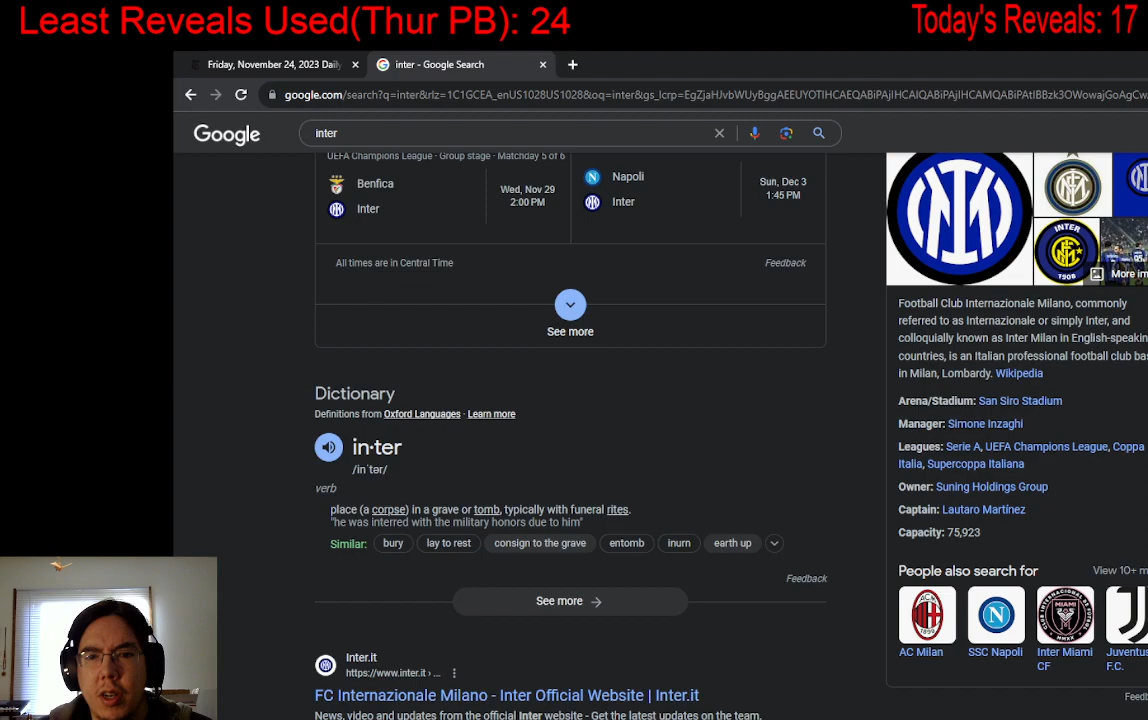 Least Reveals Used(Thur PB): 24
Today's Reveals: 17
Friday, November 24, 2023 Daily
inter - Google Search
google.com/search?q=inter&rlz=1C1GCEA_enUS1028US1028&oq=inter&gs_lcrp=
Google
inter
UEFA Champions League · Group stage · Matchday 5 of 6
Benfica
Inter
Wed, Nov 29
2:00 PM
Napoli
Inter
Sun, Dec 3
1:45 PM
All times are in Central Time
Feedback
See more
Dictionary
Definitions from Oxford Languages · Learn more
in·ter
/inˈtər/
verb
place (a corpse) in a grave or tomb, typically with funeral rites.
"he was interred with the military honors due to him"
Similar: bury lay to rest consign to the grave entomb inurn earth up
Feedback
See more
Inter.it
https://www.inter.it › ...
FC Internazionale Milano - Inter Official Website | Inter.it
News, video and updates from the official Inter website - Get the latest updates on the team.
INTER
1908
More im
Football Club Internazionale Milano, commonly
referred to as Internazionale or simply Inter, and
colloquially known as Inter Milan in English-speakin
countries, is an Italian professional football club bas
in Milan, Lombardy. Wikipedia
Arena/Stadium: San Siro Stadium
Manager: Simone Inzaghi
Leagues: Serie A, UEFA Champions League, Coppa
Italia, Supercoppa Italiana
Owner: Suning Holdings Group
Captain: Lautaro Martínez
Capacity: 75,923
People also search for
View 10+ m
AC Milan
SSC Napoli
Inter Miami
CF
Juventus
F.C.
Feedb